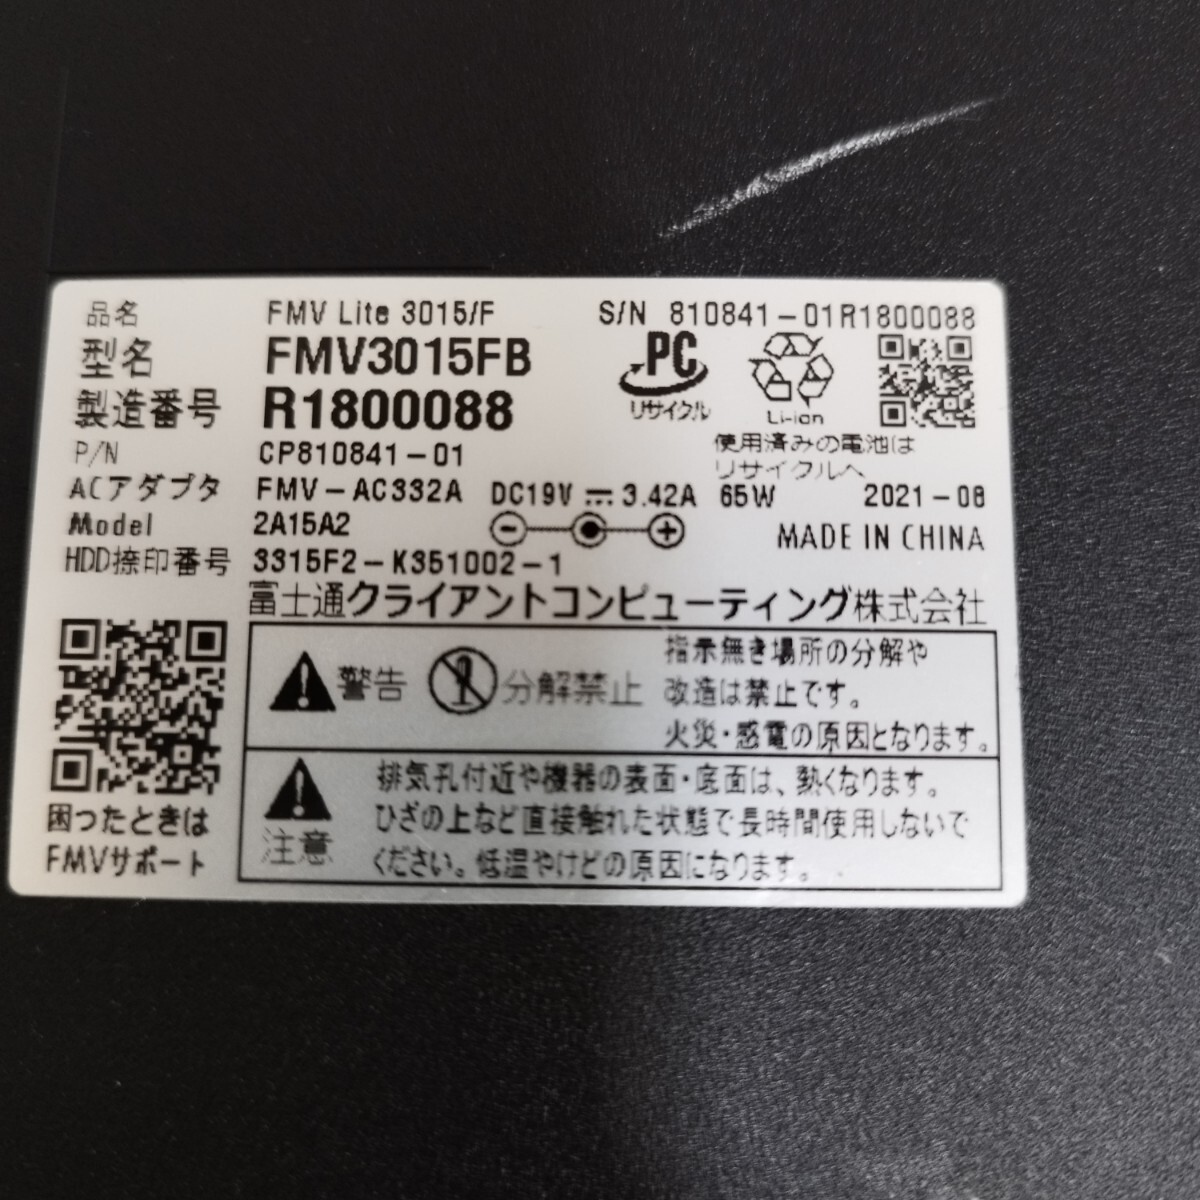 品名 FMV Lite 3015/F S/N 810841-01R1800088
型名 FMV3015FB
製造番号 R1800088
PC
リサイクル
Li-ion
P/N CP810841-01
使用済みの電池は
リサイクルへ
ACアダプタ FMV-AC332A DC19V 3.42A 65W 2021-08
Model 2A15A2
MADE IN CHINA
HDD捺印番号 3315F2-K351002-1
富士通クライアントコンピューティング株式会社
警告 分解禁止
指示無き場所の分解や
改造は禁止です。
火災・感電の原因となります。
注意
排気孔付近や機器の表面・底面は、熱くなります。
ひざの上など直接触れた状態で長時間使用しないで
ください。低温やけどの原因になります。
困ったときは
FMVサポート